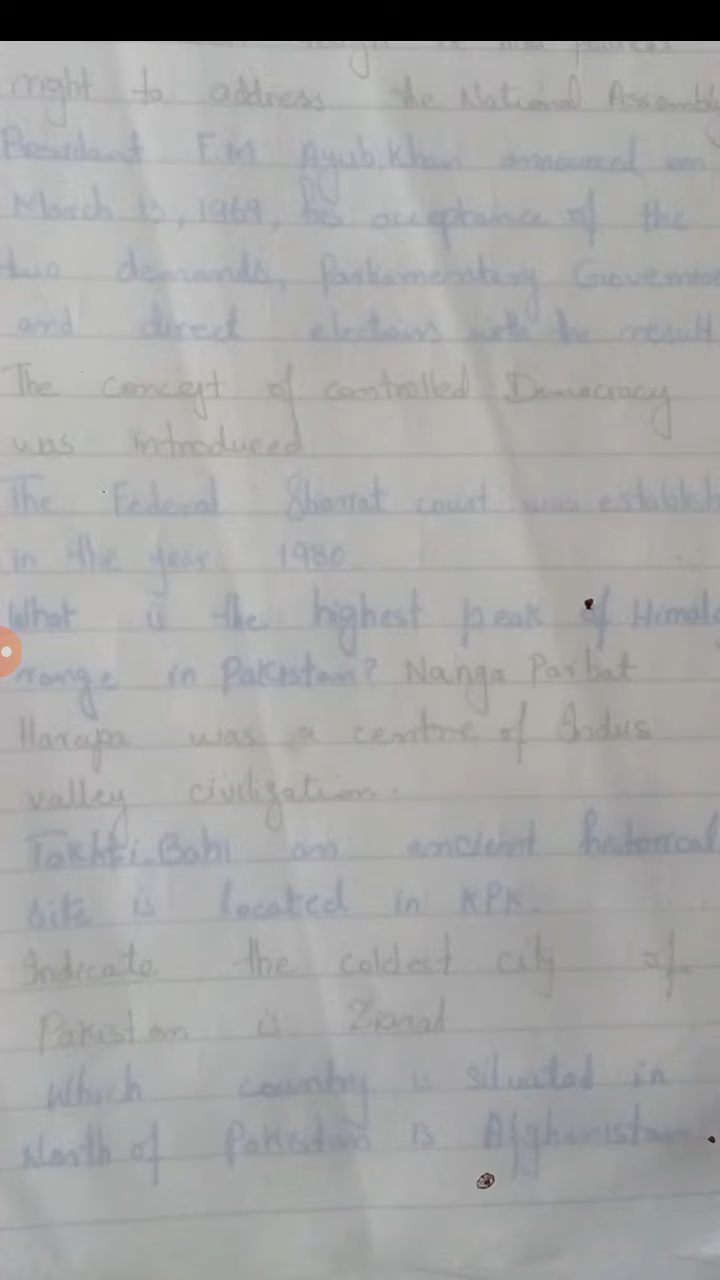 right to address the National Assembly
President F.M Ayub.Khan announced on
March 13, 1969, his acceptance of the
two demands, Parliamentary Governme
and direct elections with the result
The concept of controlled Democracy
was introduced
The Federal Shariat court was establish
in the year 1980
What is the highest peak of Himala
range in Pakistan? Nanga Parbat
Harapa was a centre of Indus
valley civilization.
Takhti.Bahi an ancient historical
site is located in KPK.
Indicate the coldest city of
Pakistan is Ziarat
Which country is situated in
North of Pakistan is Afghanistan